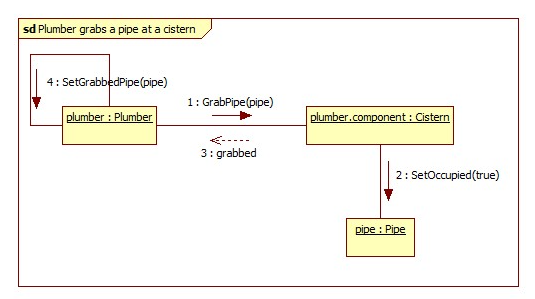 sd Plumber grabs a pipe at a cistern
4 : SetGrabbedPipe(pipe)
plumber : Plumber
1 : GrabPipe(pipe)
plumber.component : Cistern
3 : grabbed
2 : SetOccupied(true)
pipe : Pipe